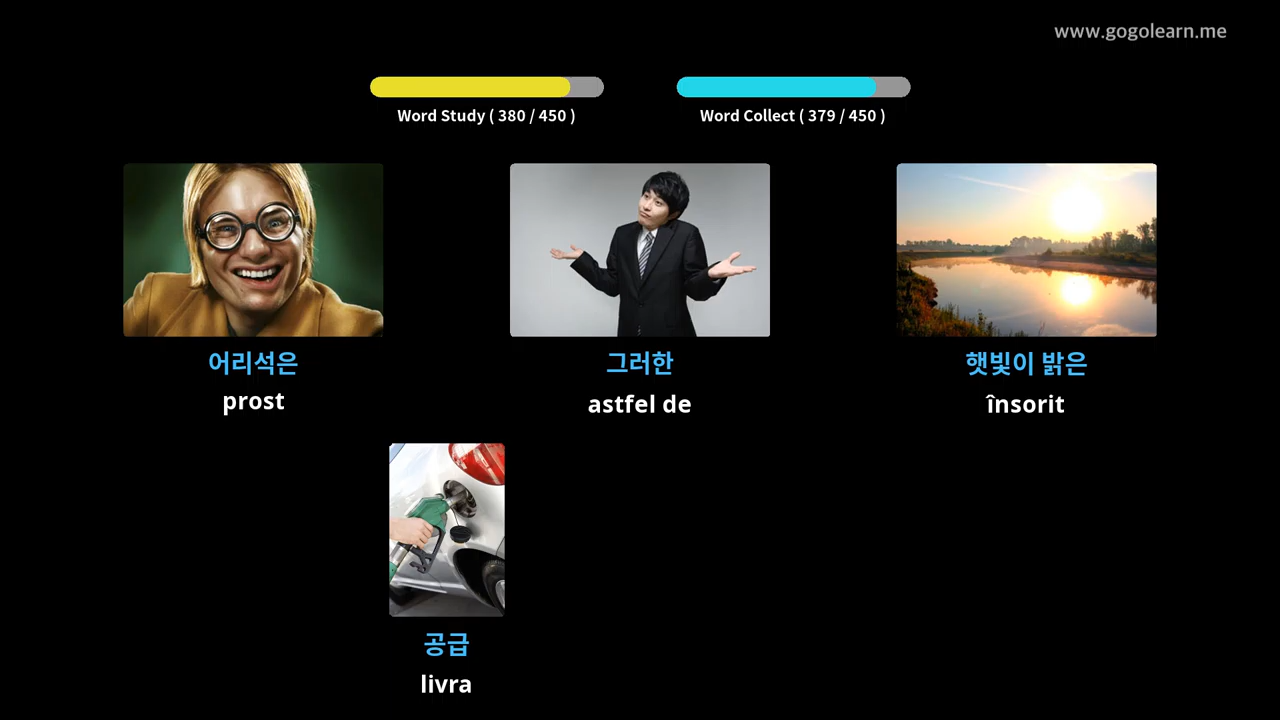 www.gogolearn.me
Word Study ( 380 / 450 )
Word Collect ( 379 / 450 )
어리석은
prost
그러한
astfel de
햇빛이 밝은
însorit
공급
livra